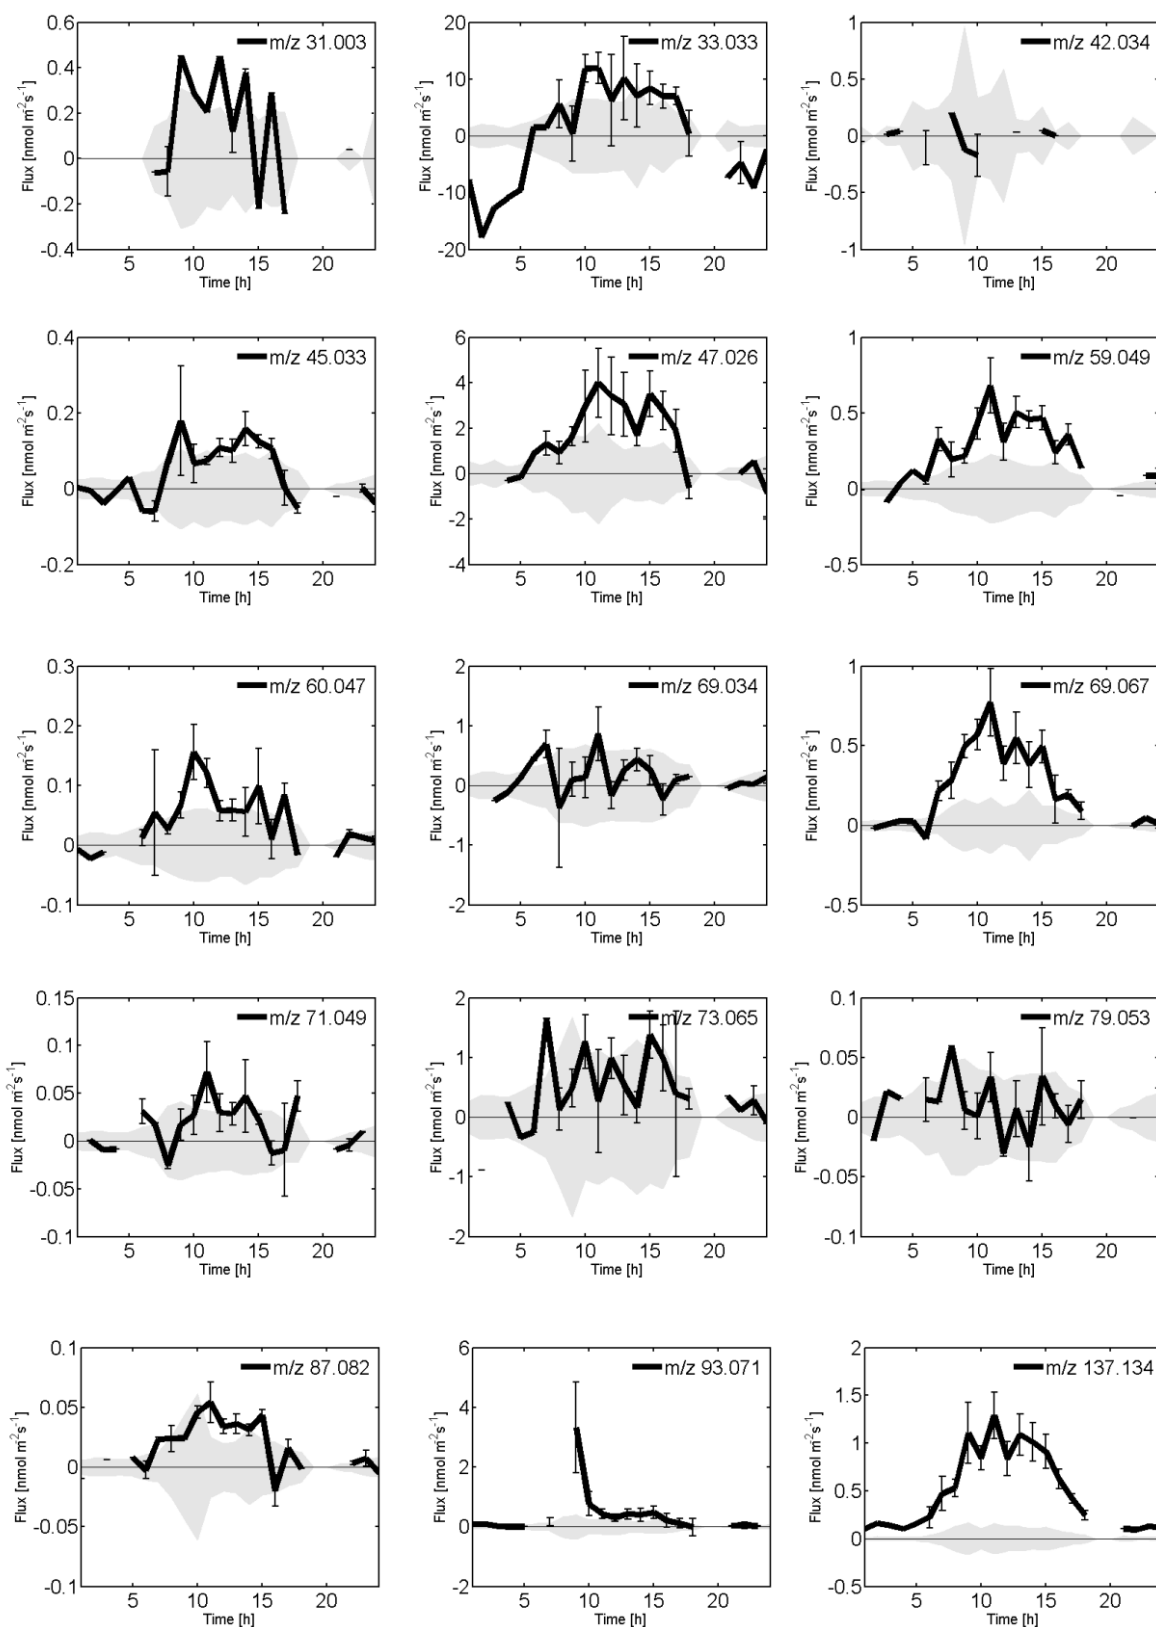 m/z 31.003
Flux [nmol m⁻²s⁻¹]
0.6
0.4
0.2
0
-0.2
-0.4
5 10 15 20
Time [h]
m/z 33.033
Flux [nmol m⁻²s⁻¹]
20
10
0
-10
-20
5 10 15 20
Time [h]
m/z 42.034
Flux [nmol m⁻²s⁻¹]
1
0.5
0
-0.5
-1
5 10 15 20
Time [h]
m/z 45.033
Flux [nmol m⁻²s⁻¹]
0.4
0.2
0
-0.2
5 10 15 20
Time [h]
m/z 47.026
Flux [nmol m⁻²s⁻¹]
6
4
2
0
-2
-4
5 10 15 20
Time [h]
m/z 59.049
Flux [nmol m⁻²s⁻¹]
1
0.5
0
-0.5
5 10 15 20
Time [h]
m/z 60.047
Flux [nmol m⁻²s⁻¹]
0.3
0.2
0.1
0
-0.1
5 10 15 20
Time [h]
m/z 69.034
Flux [nmol m⁻²s⁻¹]
2
1
0
-1
-2
5 10 15 20
Time [h]
m/z 69.067
Flux [nmol m⁻²s⁻¹]
1
0.5
0
-0.5
5 10 15 20
Time [h]
m/z 71.049
Flux [nmol m⁻²s⁻¹]
0.15
0.1
0.05
0
-0.05
-0.1
5 10 15 20
Time [h]
m/z 73.065
Flux [nmol m⁻²s⁻¹]
2
1
0
-1
-2
5 10 15 20
Time [h]
m/z 79.053
Flux [nmol m⁻²s⁻¹]
0.1
0.05
0
-0.05
-0.1
5 10 15 20
Time [h]
m/z 87.082
Flux [nmol m⁻²s⁻¹]
0.1
0.05
0
-0.05
-0.1
5 10 15 20
Time [h]
m/z 93.071
Flux [nmol m⁻²s⁻¹]
6
4
2
0
-2
5 10 15 20
Time [h]
m/z 137.134
Flux [nmol m⁻²s⁻¹]
2
1.5
1
0.5
0
-0.5
5 10 15 20
Time [h]